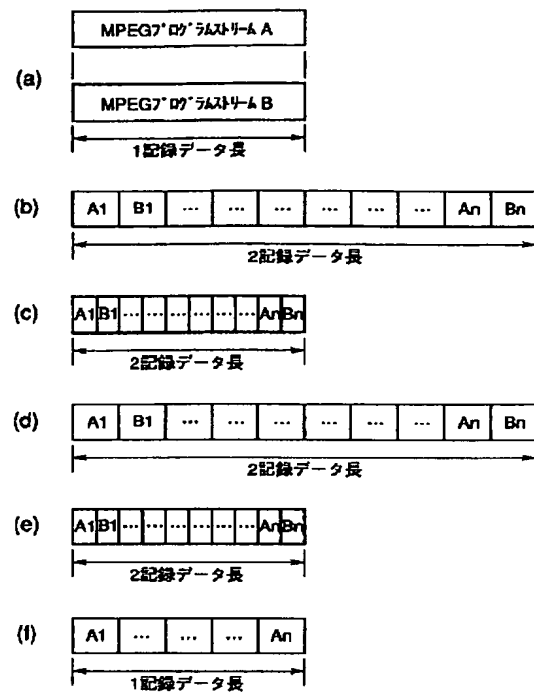 MPEGプログラムストリーム A
(a)
MPEGプログラムストリーム B
1記録データ長
(b) A1 B1 … … … … … … An Bn
2記録データ長
(c) A1 B1 … … … … … … An Bn
2記録データ長
(d) A1 B1 … … … … … … An Bn
2記録データ長
(e) A1 B1 … … … … … … An Bn
2記録データ長
(f) A1 … … … An
1記録データ長